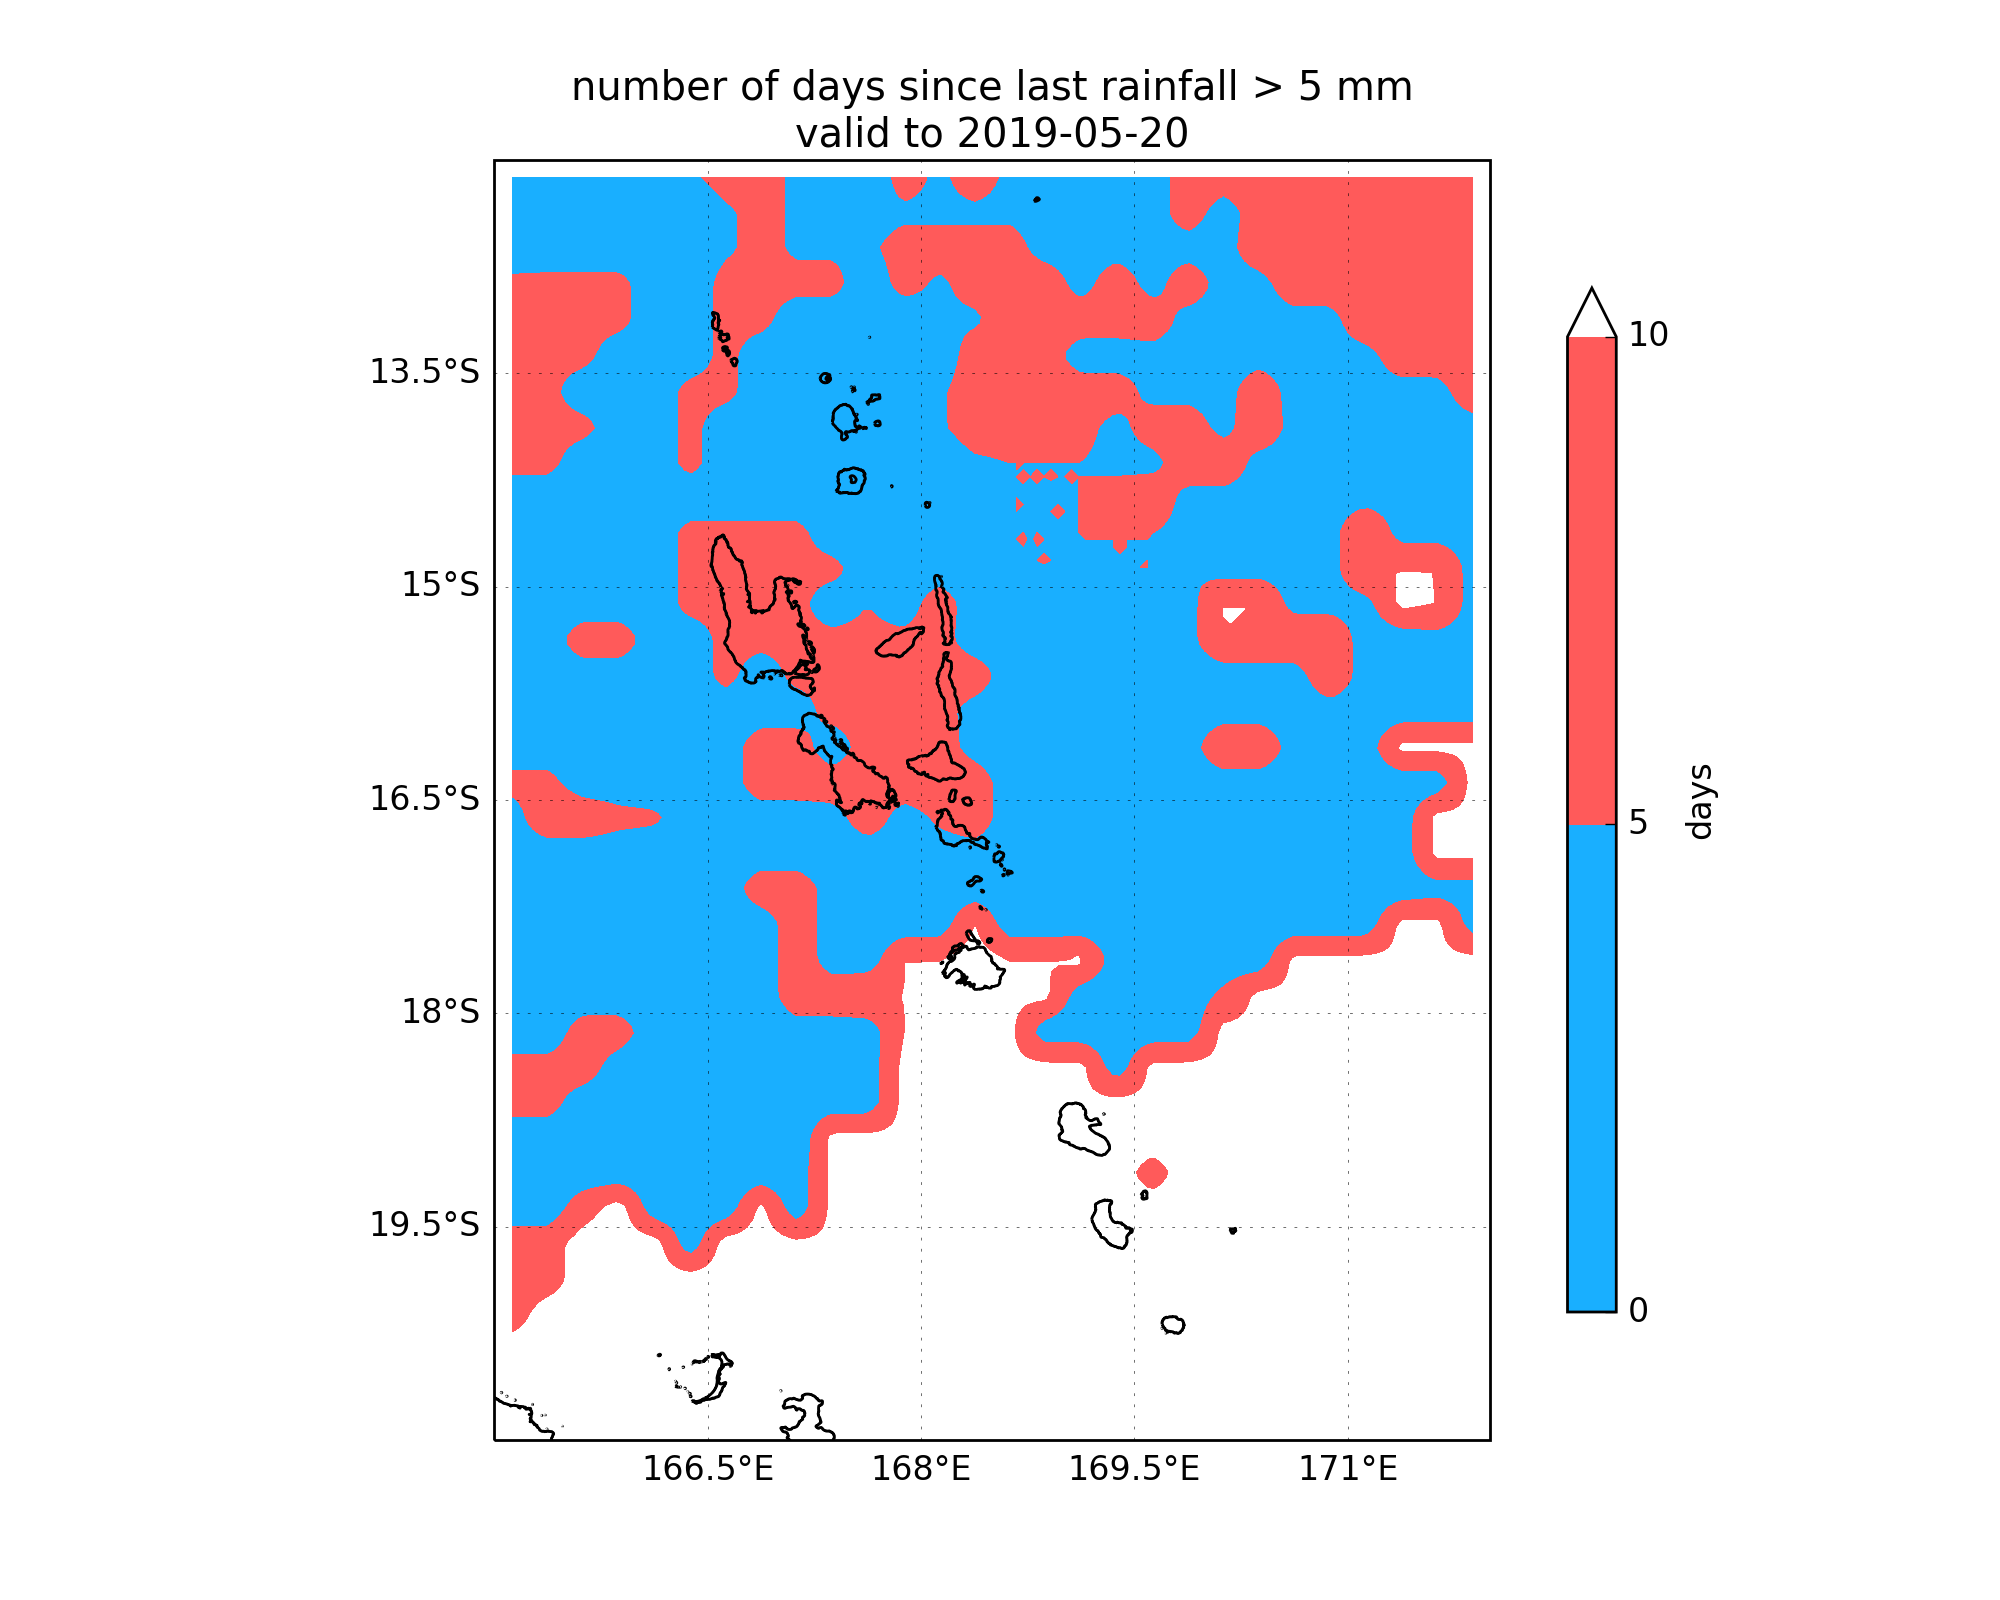 number of days since last rainfall > 5 mm
valid to 2019-05-20
13.5°S
15°S
16.5°S
18°S
19.5°S
166.5°E
168°E
169.5°E
171°E
10
5
0
days